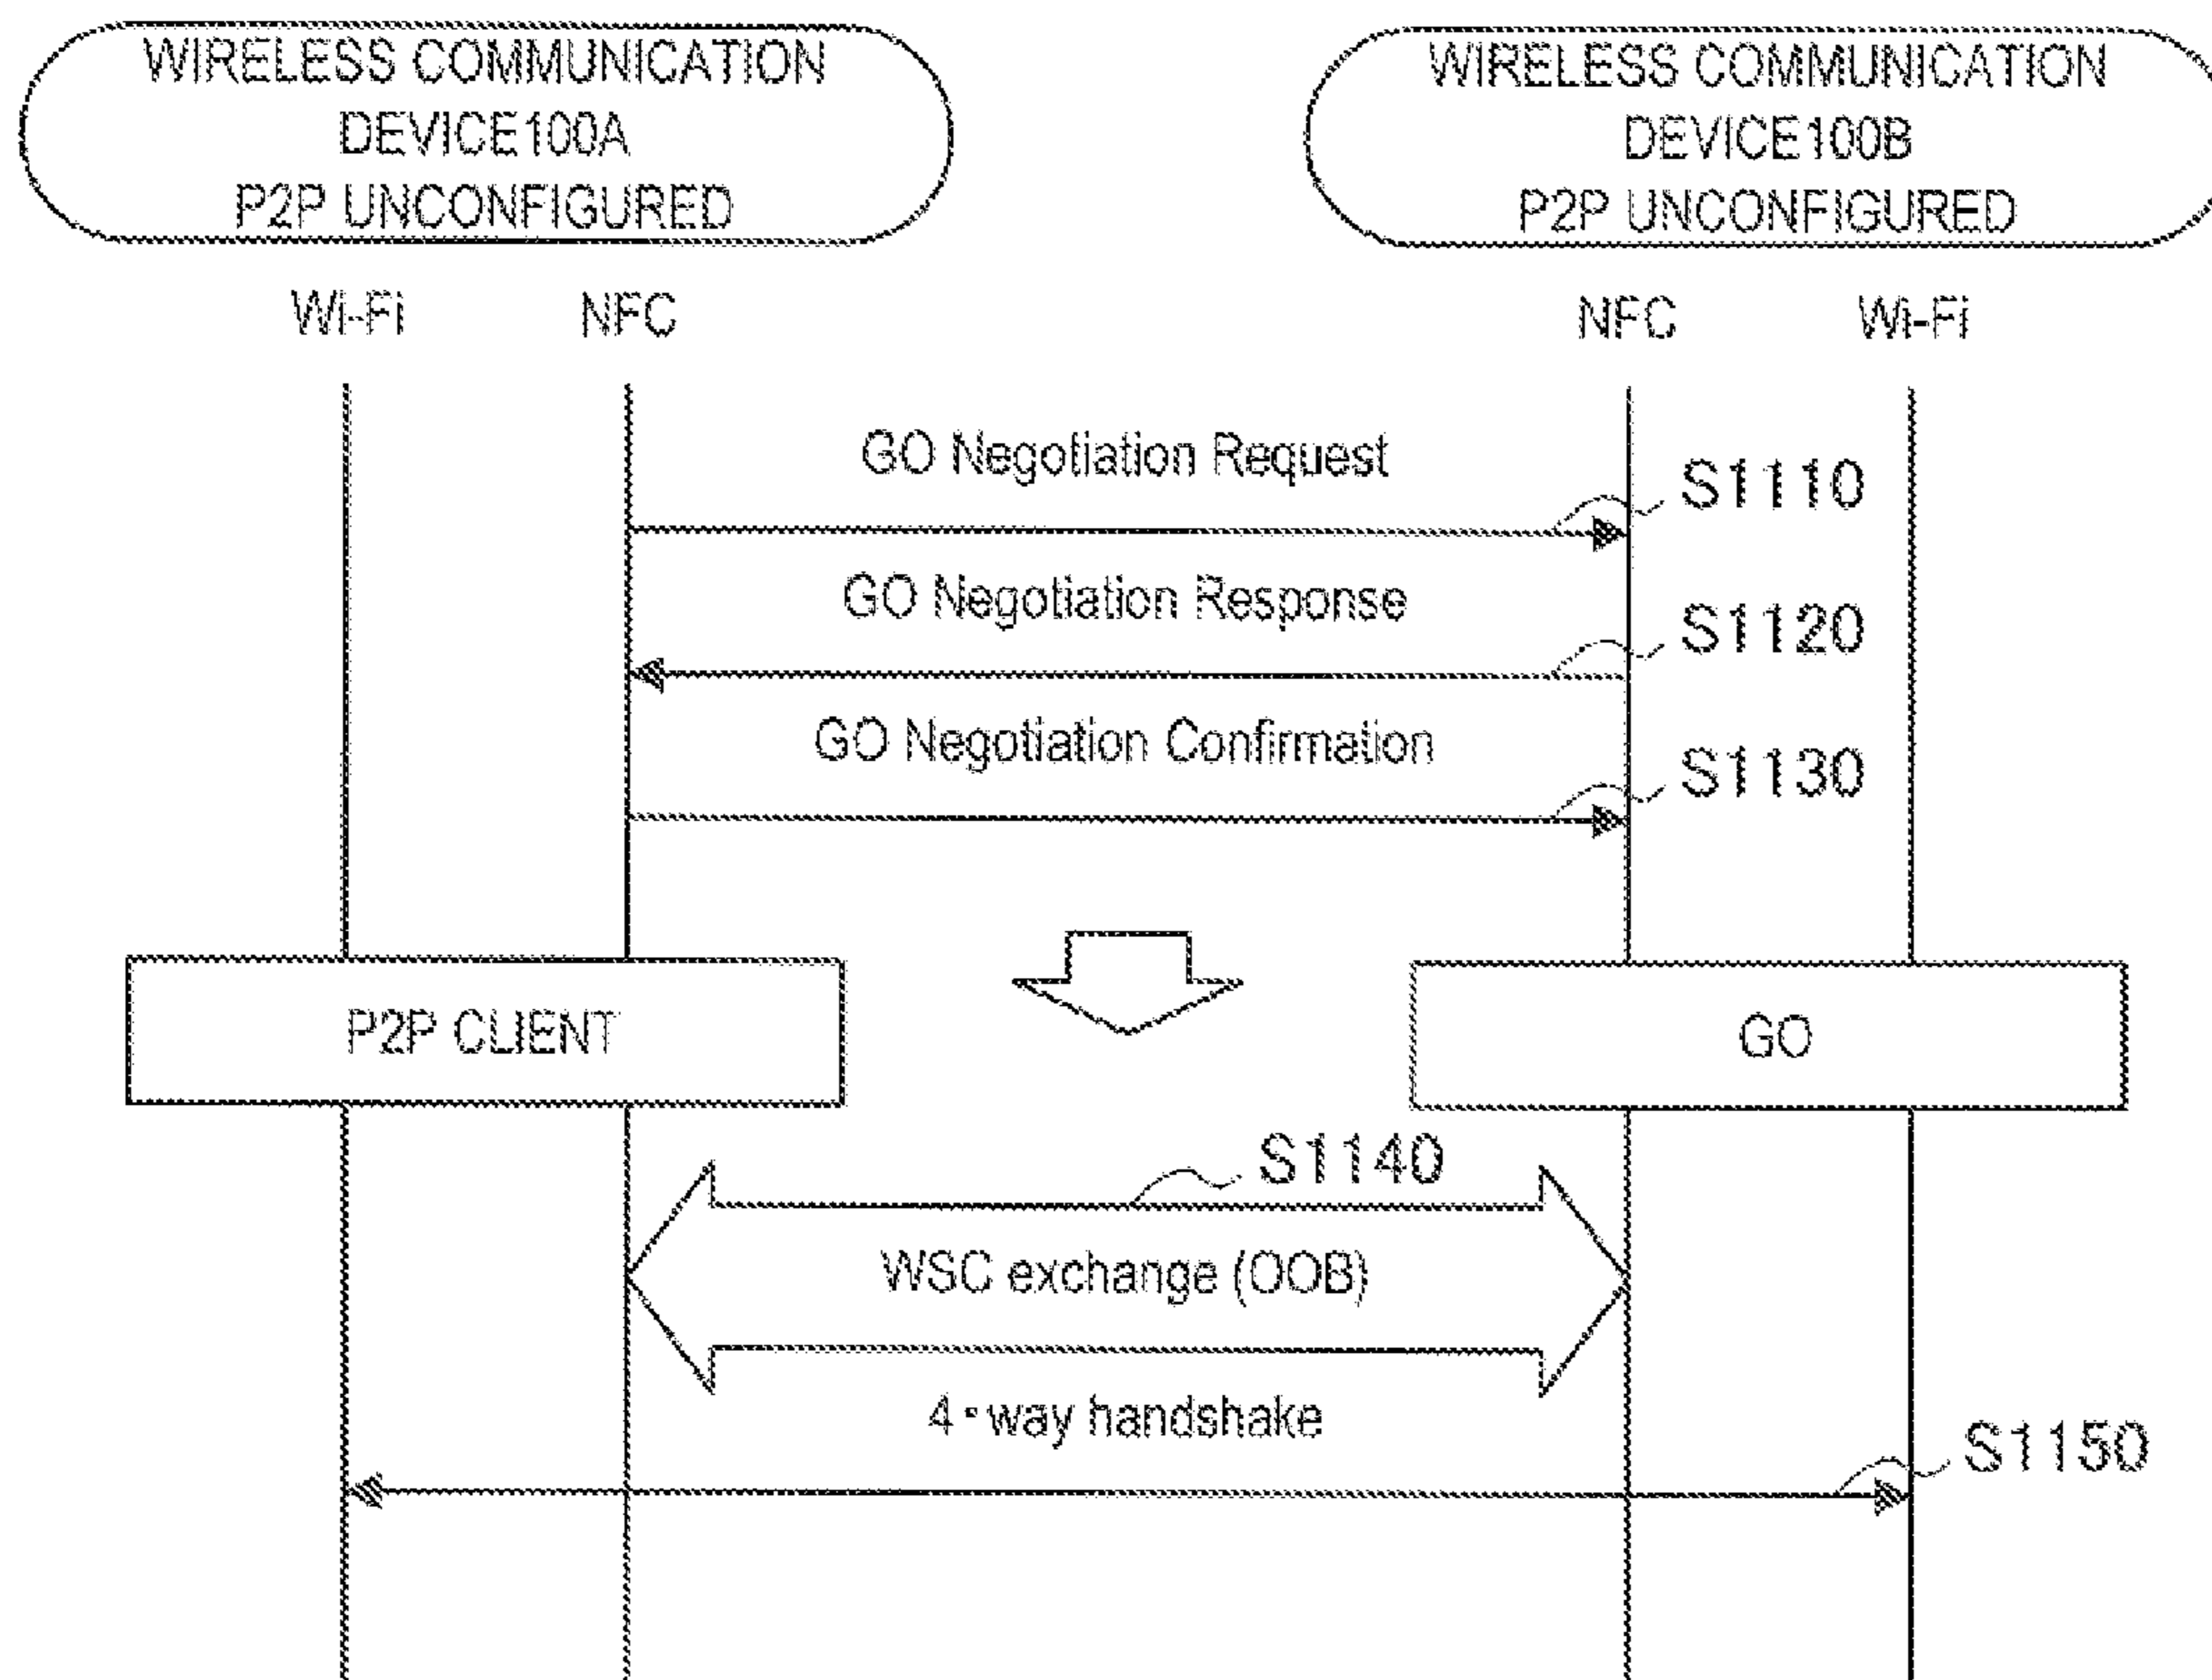 WIRELESS COMMUNICATION
DEVICE100A
P2P UNCONFIGURED
WIRELESS COMMUNICATION
DEVICE100B
P2P UNCONFIGURED
Wi-Fi
NFC
NFC
Wi-Fi
GO Negotiation Request
S1110
GO Negotiation Response
S1120
GO Negotiation Confirmation
S1130
P2P CLIENT
GO
S1140
WSC exchange (OOB)
4-way handshake
S1150